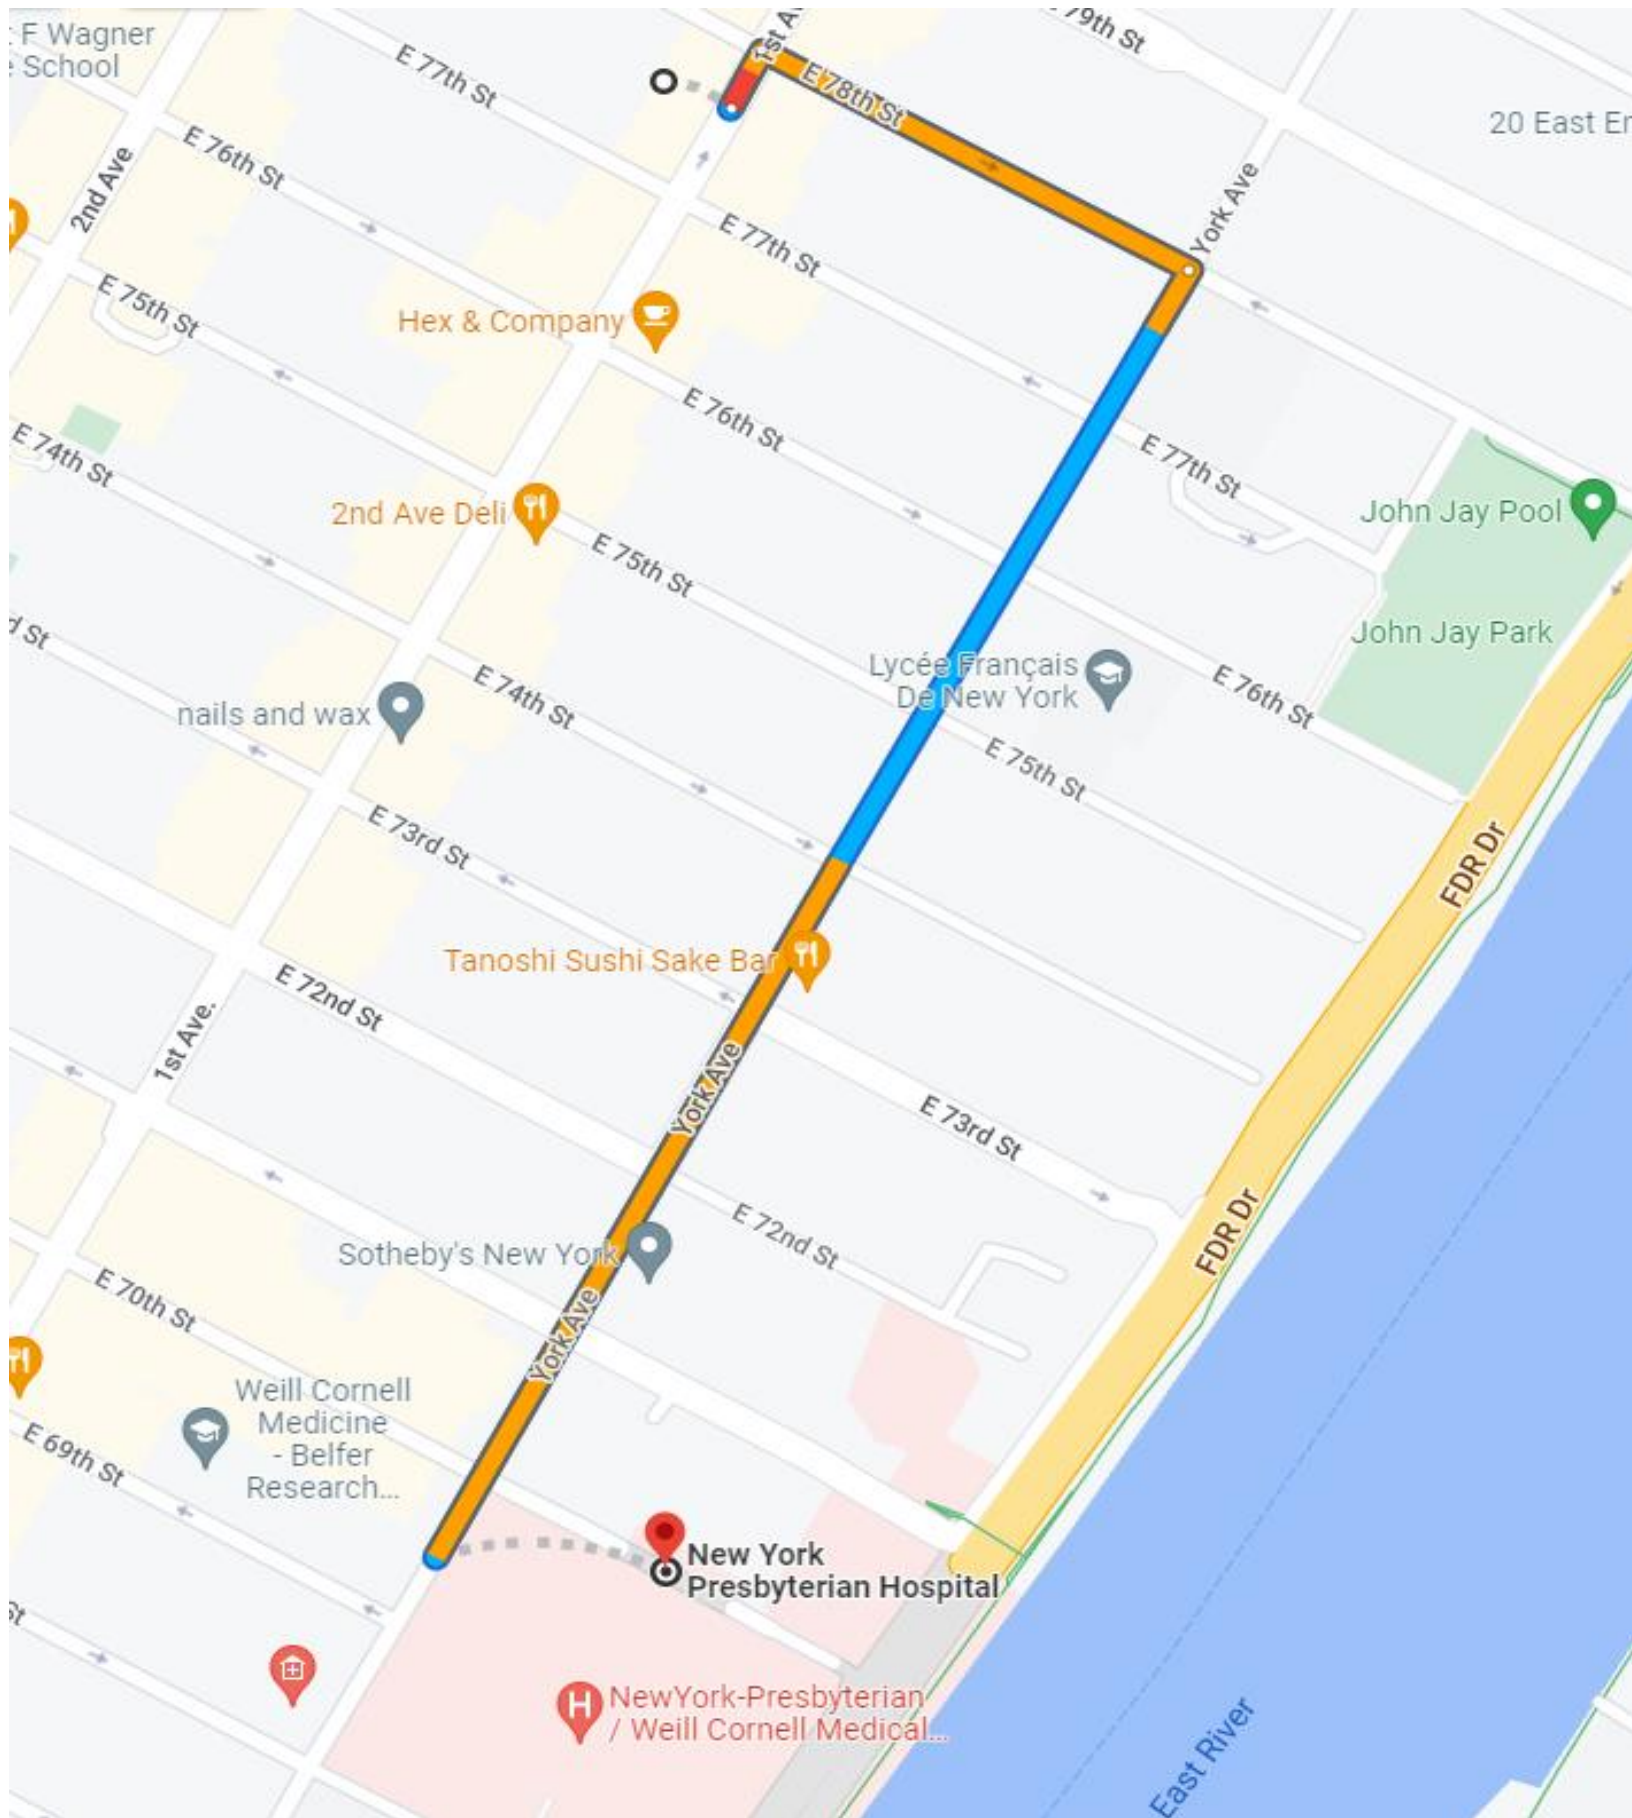 F Wagner
School
E 77th St
1st A
79th St
E 78th St
20 East
E 76th St
2nd Ave
York Ave
E 77th St
E 75th St
Hex & Company
E 76th St
E 77th St
E 74th St
2nd Ave Deli
John Jay Pool
E 75th St
John Jay Park
d St
Lycée Français
De New York
E 76th St
E 74th St
nails and wax
E 75th St
E 73rd St
FDR Dr
Tanoshi Sushi Sake Bar
E 72nd St
1st Ave.
York Ave
E 73rd St
E 72nd St
FDR Dr
Sotheby's New York
E 70th St
York Ave
Weill Cornell
Medicine
- Belfer
Research...
E 69th St
New York
Presbyterian Hospital
St
H
NewYork-Presbyterian
/ Weill Cornell Medical...
East River